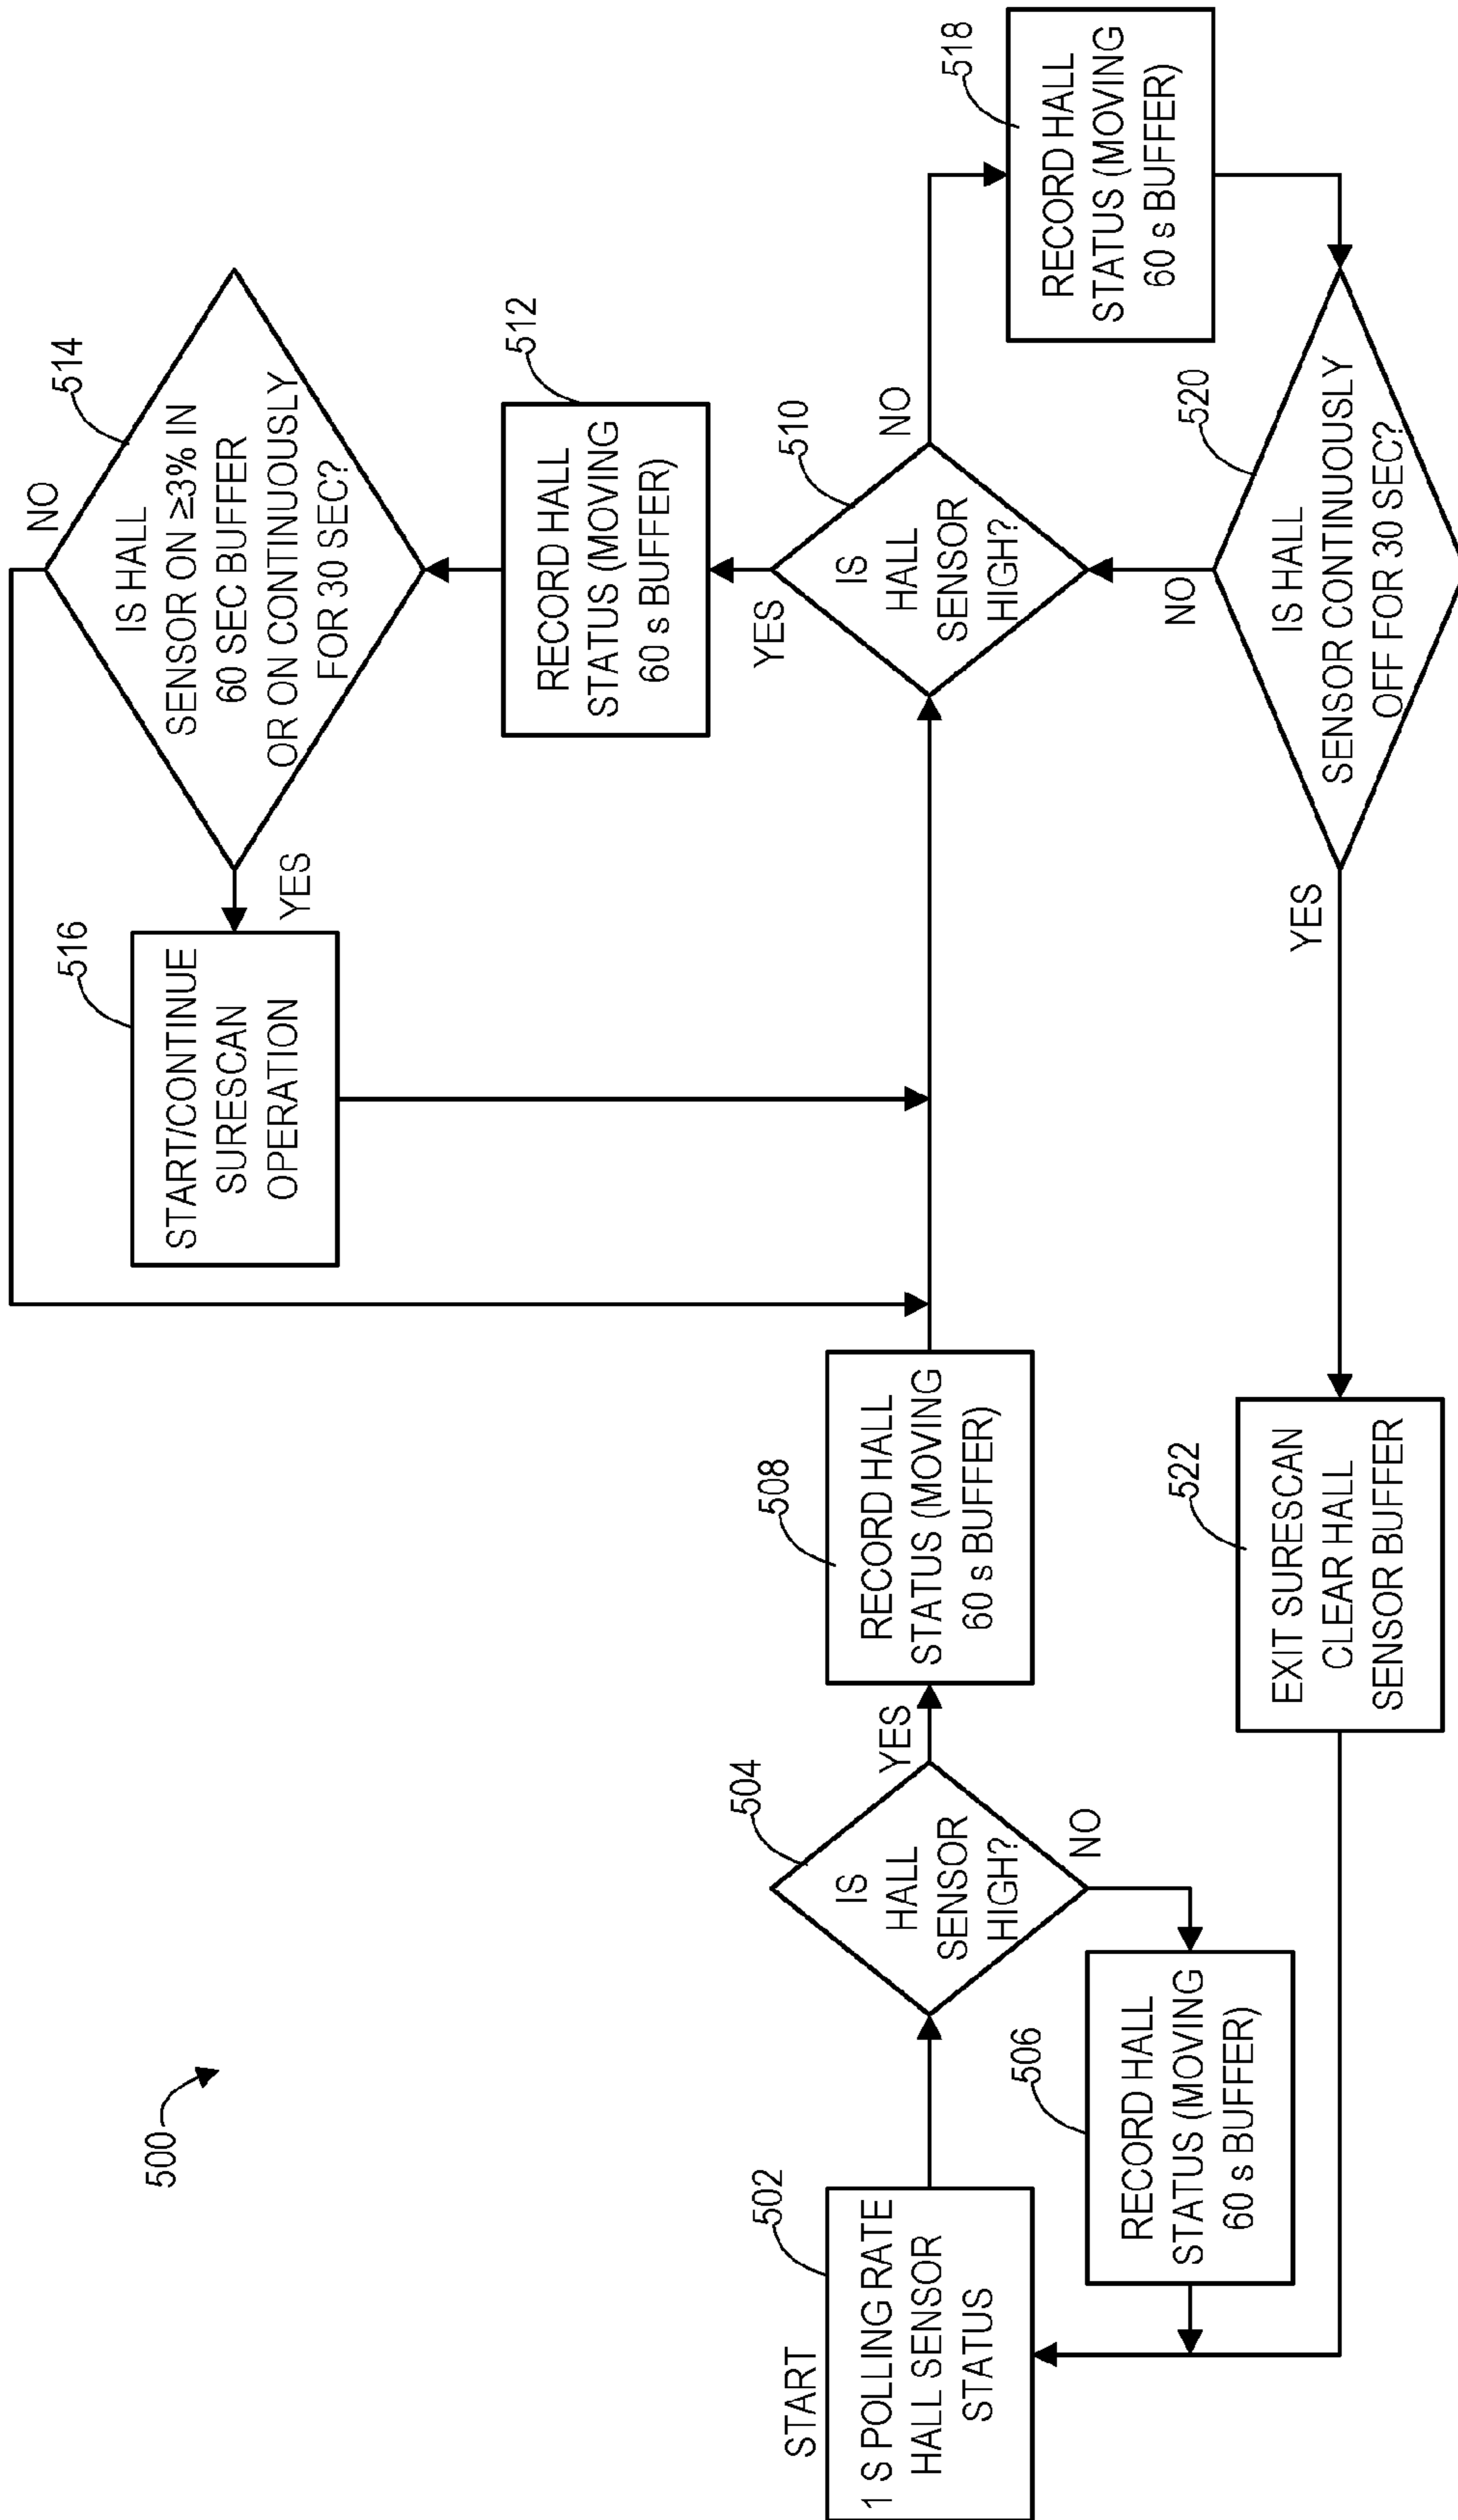 500
START
502
1 S POLLING RATE
HALL SENSOR
STATUS
504
IS
HALL
SENSOR
HIGH?
NO
YES
506
RECORD HALL
STATUS (MOVING
60 s BUFFER)
508
RECORD HALL
STATUS (MOVING
60 s BUFFER)
510
IS
HALL
SENSOR
HIGH?
YES
NO
512
RECORD HALL
STATUS (MOVING
60 s BUFFER)
514
IS HALL
SENSOR ON ≥3% IN
60 SEC BUFFER
OR ON CONTINUOUSLY
FOR 30 SEC?
NO
YES
516
START/CONTINUE
SURESCAN
OPERATION
518
RECORD HALL
STATUS (MOVING
60 s BUFFER)
520
IS HALL
SENSOR CONTINUOUSLY
OFF FOR 30 SEC?
NO
YES
522
EXIT SURESCAN
CLEAR HALL
SENSOR BUFFER